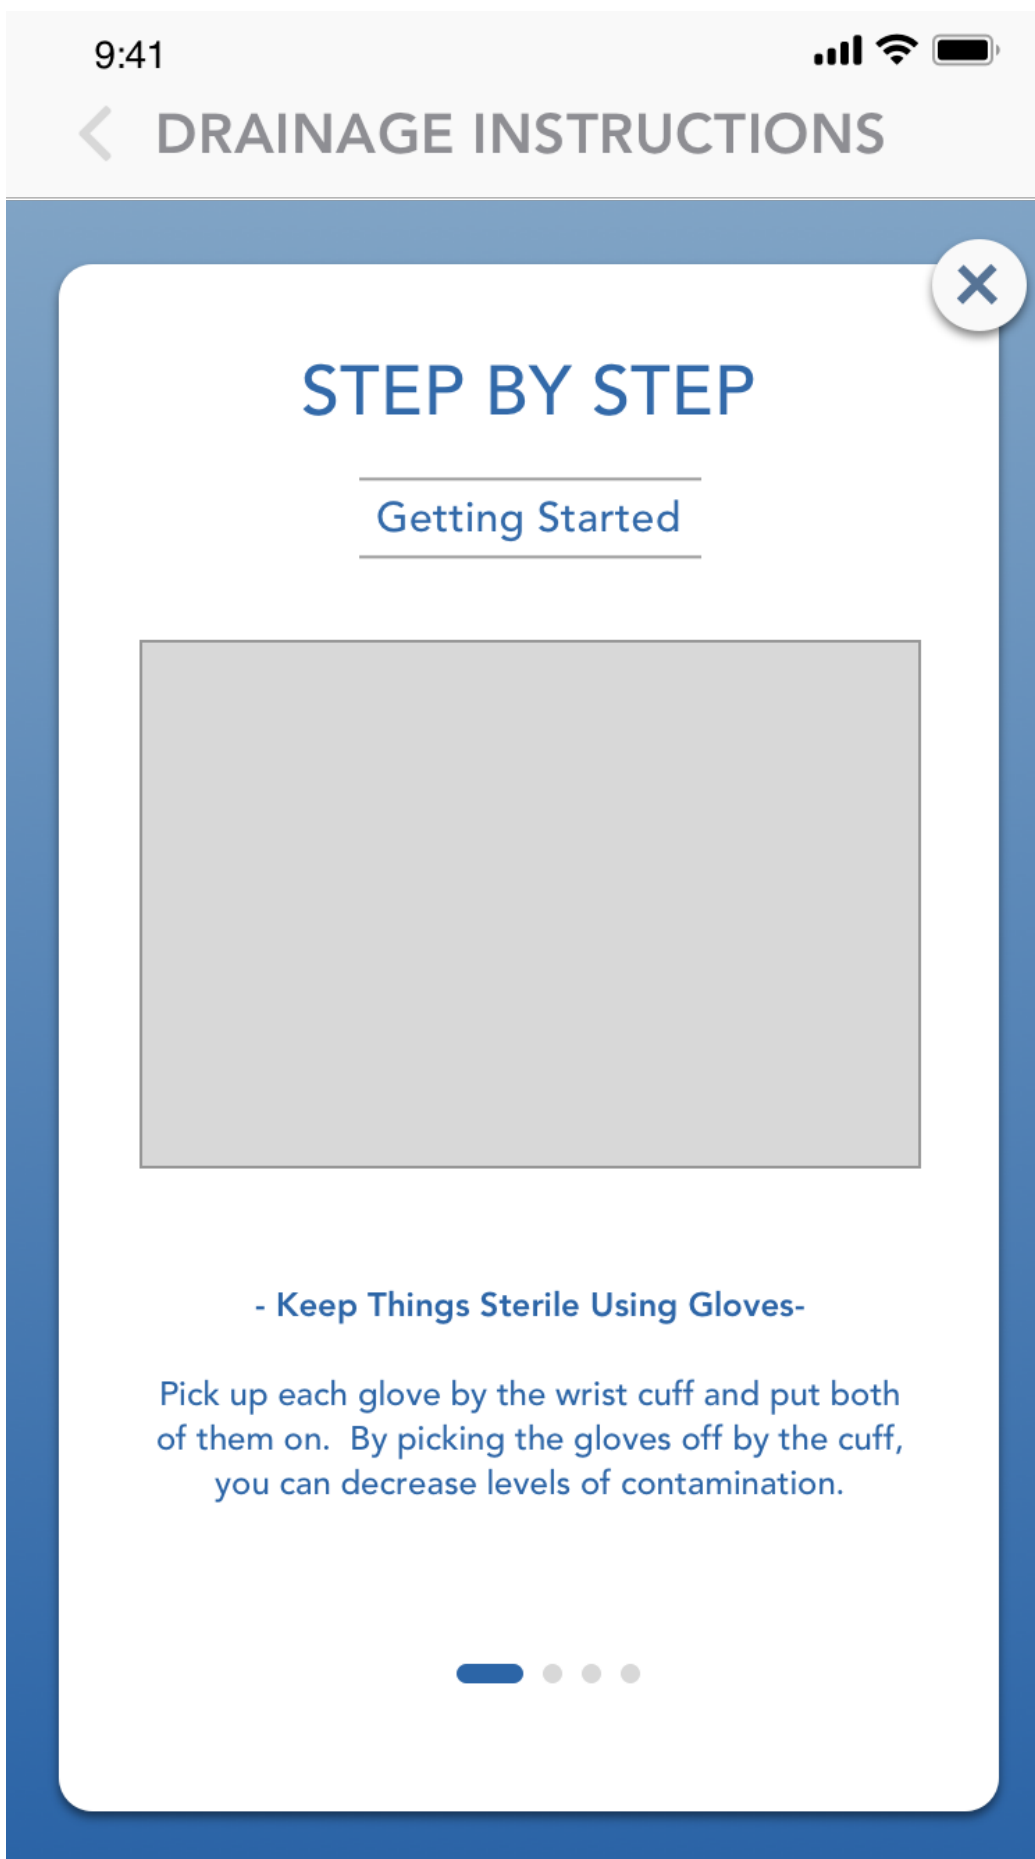 9:41
DRAINAGE INSTRUCTIONS
STEP BY STEP
Getting Started
- Keep Things Sterile Using Gloves-
Pick up each glove by the wrist cuff and put both
of them on.  By picking the gloves off by the cuff,
you can decrease levels of contamination.